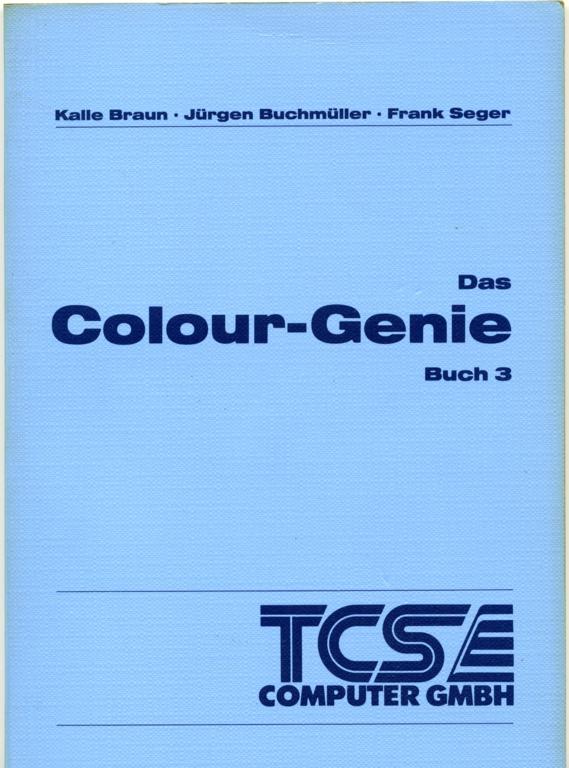 Kalle Braun · Jürgen Buchmüller · Frank Seger
Das
Colour-Genie
Buch 3
TCS
COMPUTER GMBH